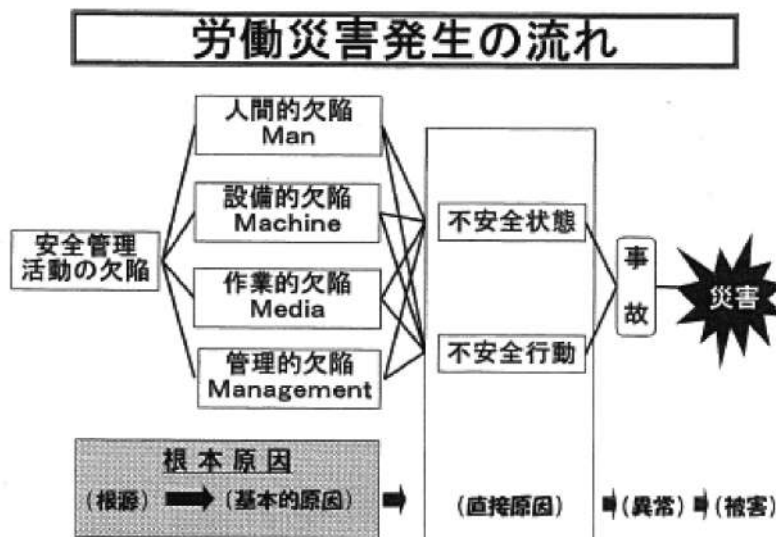 労働災害発生の流れ
人間的欠陥
Man
設備的欠陥
Machine
安全管理
活動の欠陥
作業的欠陥
Media
管理的欠陥
Management
不安全状態
不安全行動
事故
災害
根本原因
(根源)
(基本的原因)
(直接原因)
(異常)
(被害)